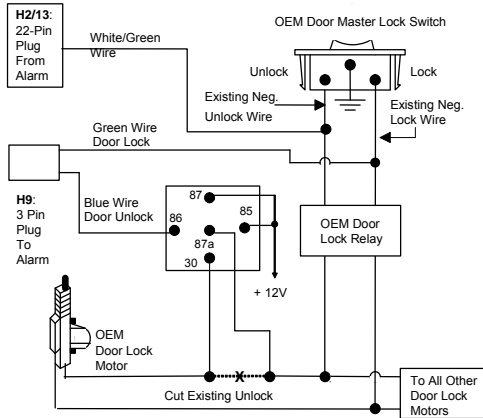 H2/13:
22-Pin
Plug
From
Alarm
White/Green
Wire
OEM Door Master Lock Switch
Unlock
Lock
Existing Neg.
Unlock Wire
Existing Neg.
Lock Wire
Green Wire
Door Lock
H9:
3 Pin
Plug
To
Alarm
Blue Wire
Door Unlock
87
86
85
87a
30
+ 12V
OEM Door
Lock Relay
OEM
Door Lock
Motor
X
Cut Existing Unlock
To All Other
Door Lock
Motors